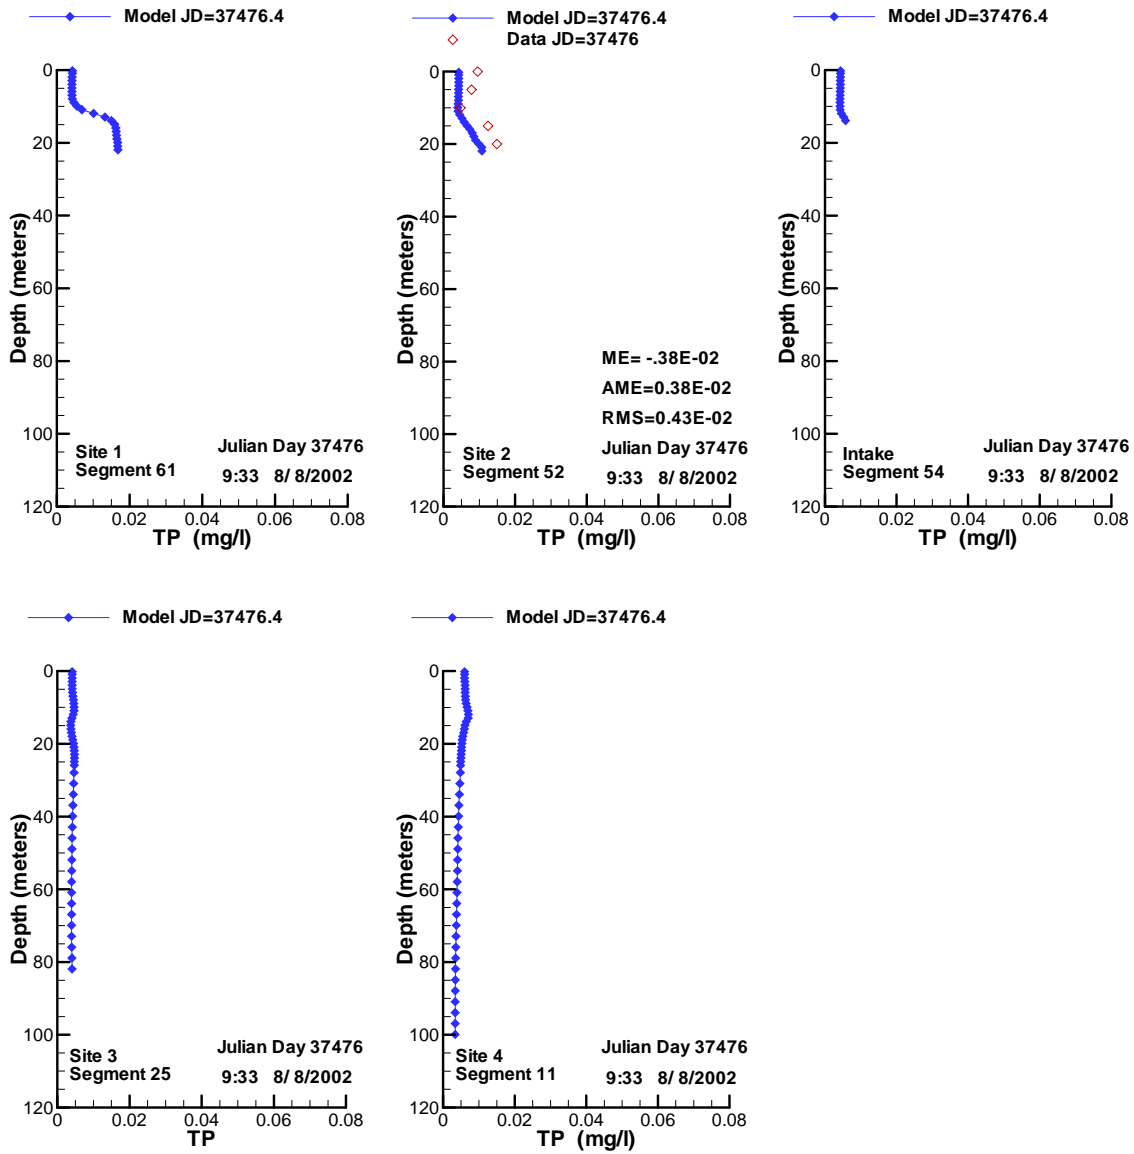 Model JD=37476.4
0
20
40
60
80
100
120
Depth (meters)
Site 1
Segment 61
Julian Day 37476
9:33 8/ 8/2002
0 0.02 0.04 0.06 0.08
TP (mg/l)
Model JD=37476.4
Data JD=37476
0
20
40
60
80
100
120
Depth (meters)
ME= -.38E-02
AME=0.38E-02
RMS=0.43E-02
Site 2
Segment 52
Julian Day 37476
9:33 8/ 8/2002
0 0.02 0.04 0.06 0.08
TP (mg/l)
Model JD=37476.4
0
20
40
60
80
100
120
Depth (meters)
Intake
Segment 54
Julian Day 37476
9:33 8/ 8/2002
0 0.02 0.04 0.06 0.08
TP (mg/l)
Model JD=37476.4
0
20
40
60
80
100
120
Depth (meters)
Site 3
Segment 25
Julian Day 37476
9:33 8/ 8/2002
0 0.02 0.04 0.06 0.08
TP
Model JD=37476.4
0
20
40
60
80
100
120
Depth (meters)
Site 4
Segment 11
Julian Day 37476
9:33 8/ 8/2002
0 0.02 0.04 0.06 0.08
TP (mg/l)